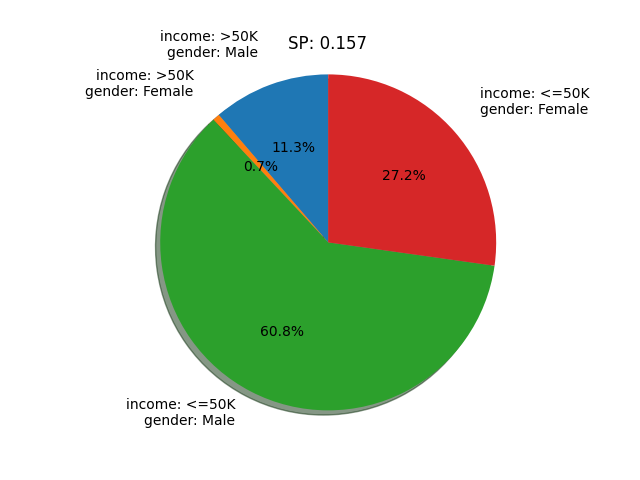 SP: 0.157
income: >50K
gender: Male
income: >50K
gender: Female
income: <=50K
gender: Female
11.3%
0.7%
27.2%
60.8%
income: <=50K
gender: Male